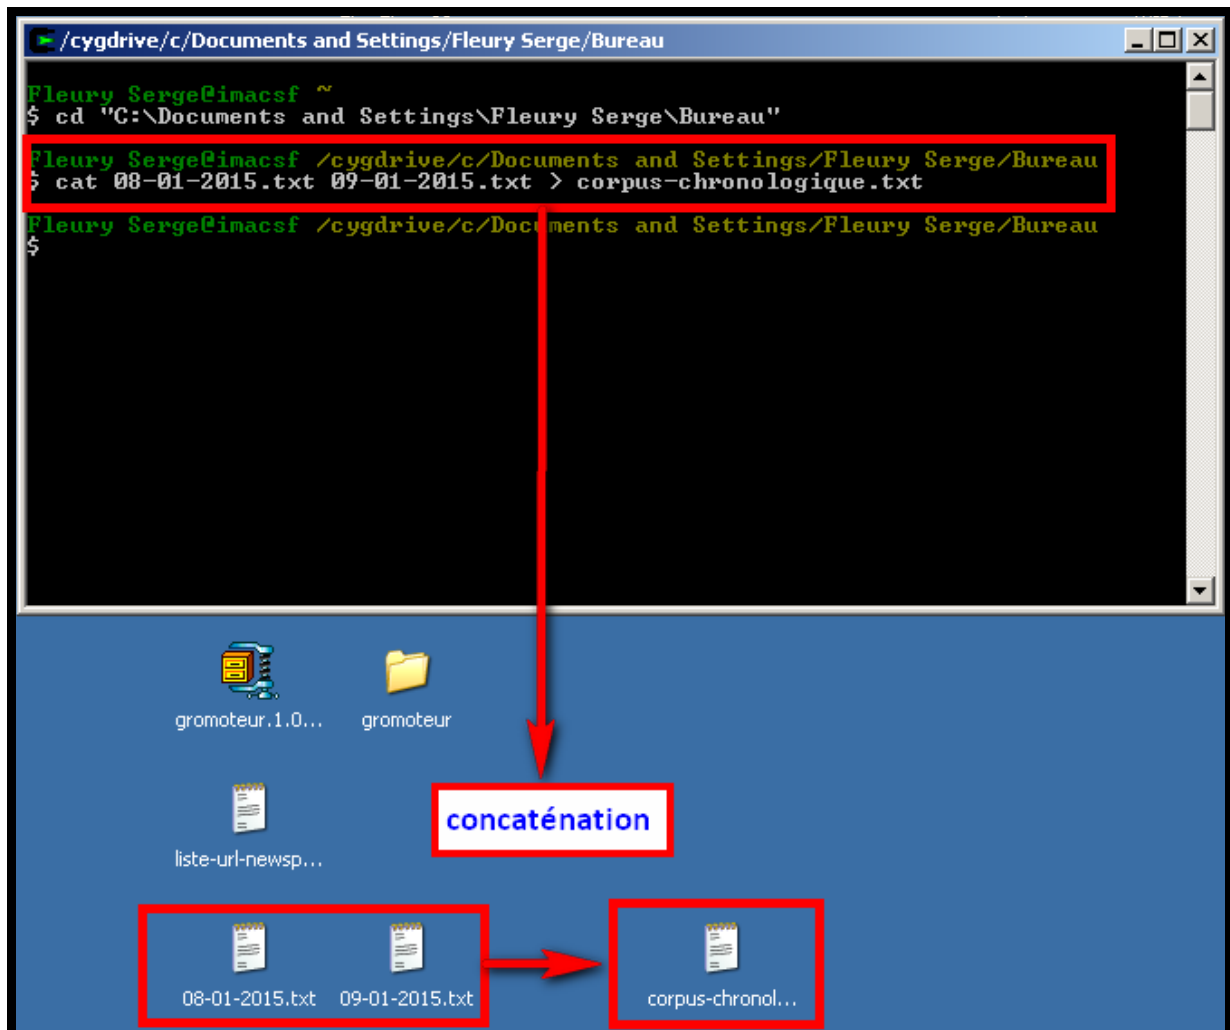 /cygdrive/c/Documents and Settings/Fleury Serge/Bureau
Fleury Serge@imacsf ~
$ cd "C:\Documents and Settings\Fleury Serge\Bureau"
Fleury Serge@imacsf /cygdrive/c/Documents and Settings/Fleury Serge/Bureau
$ cat 08-01-2015.txt 09-01-2015.txt > corpus-chronologique.txt
Fleury Serge@imacsf /cygdrive/c/Documents and Settings/Fleury Serge/Bureau
$
gromoteur.1.0... gromoteur
concaténation
liste-url-newsp...
08-01-2015.txt 09-01-2015.txt corpus-chronol...